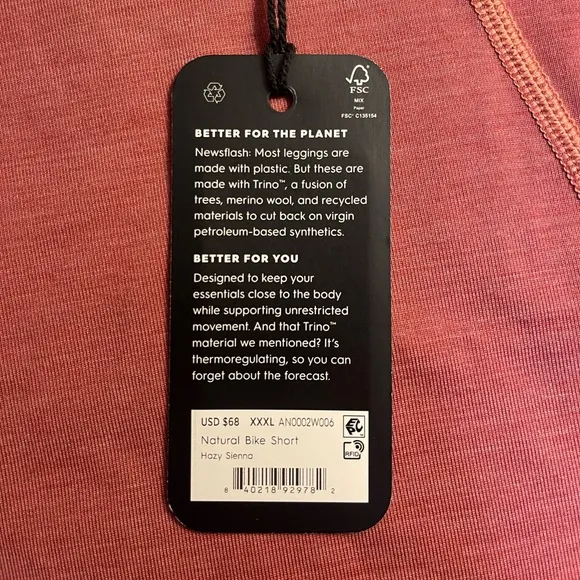 FSC
MIX
Paper
FSC® C136154
BETTER FOR THE PLANET
Newsflash: Most leggings are
made with plastic. But these are
made with Trino™, a fusion of
trees, merino wool, and recycled
materials to cut back on virgin
petroleum-based synthetics.
BETTER FOR YOU
Designed to keep your
essentials close to the body
while supporting unrestricted
movement. And that Trino™
material we mentioned? It's
thermoregulating, so you can
forget about the forecast.
USD $68 XXXL AN0002W006
Natural Bike Short
Hazy Sienna
EPC
RFID
8 40218 92978 2